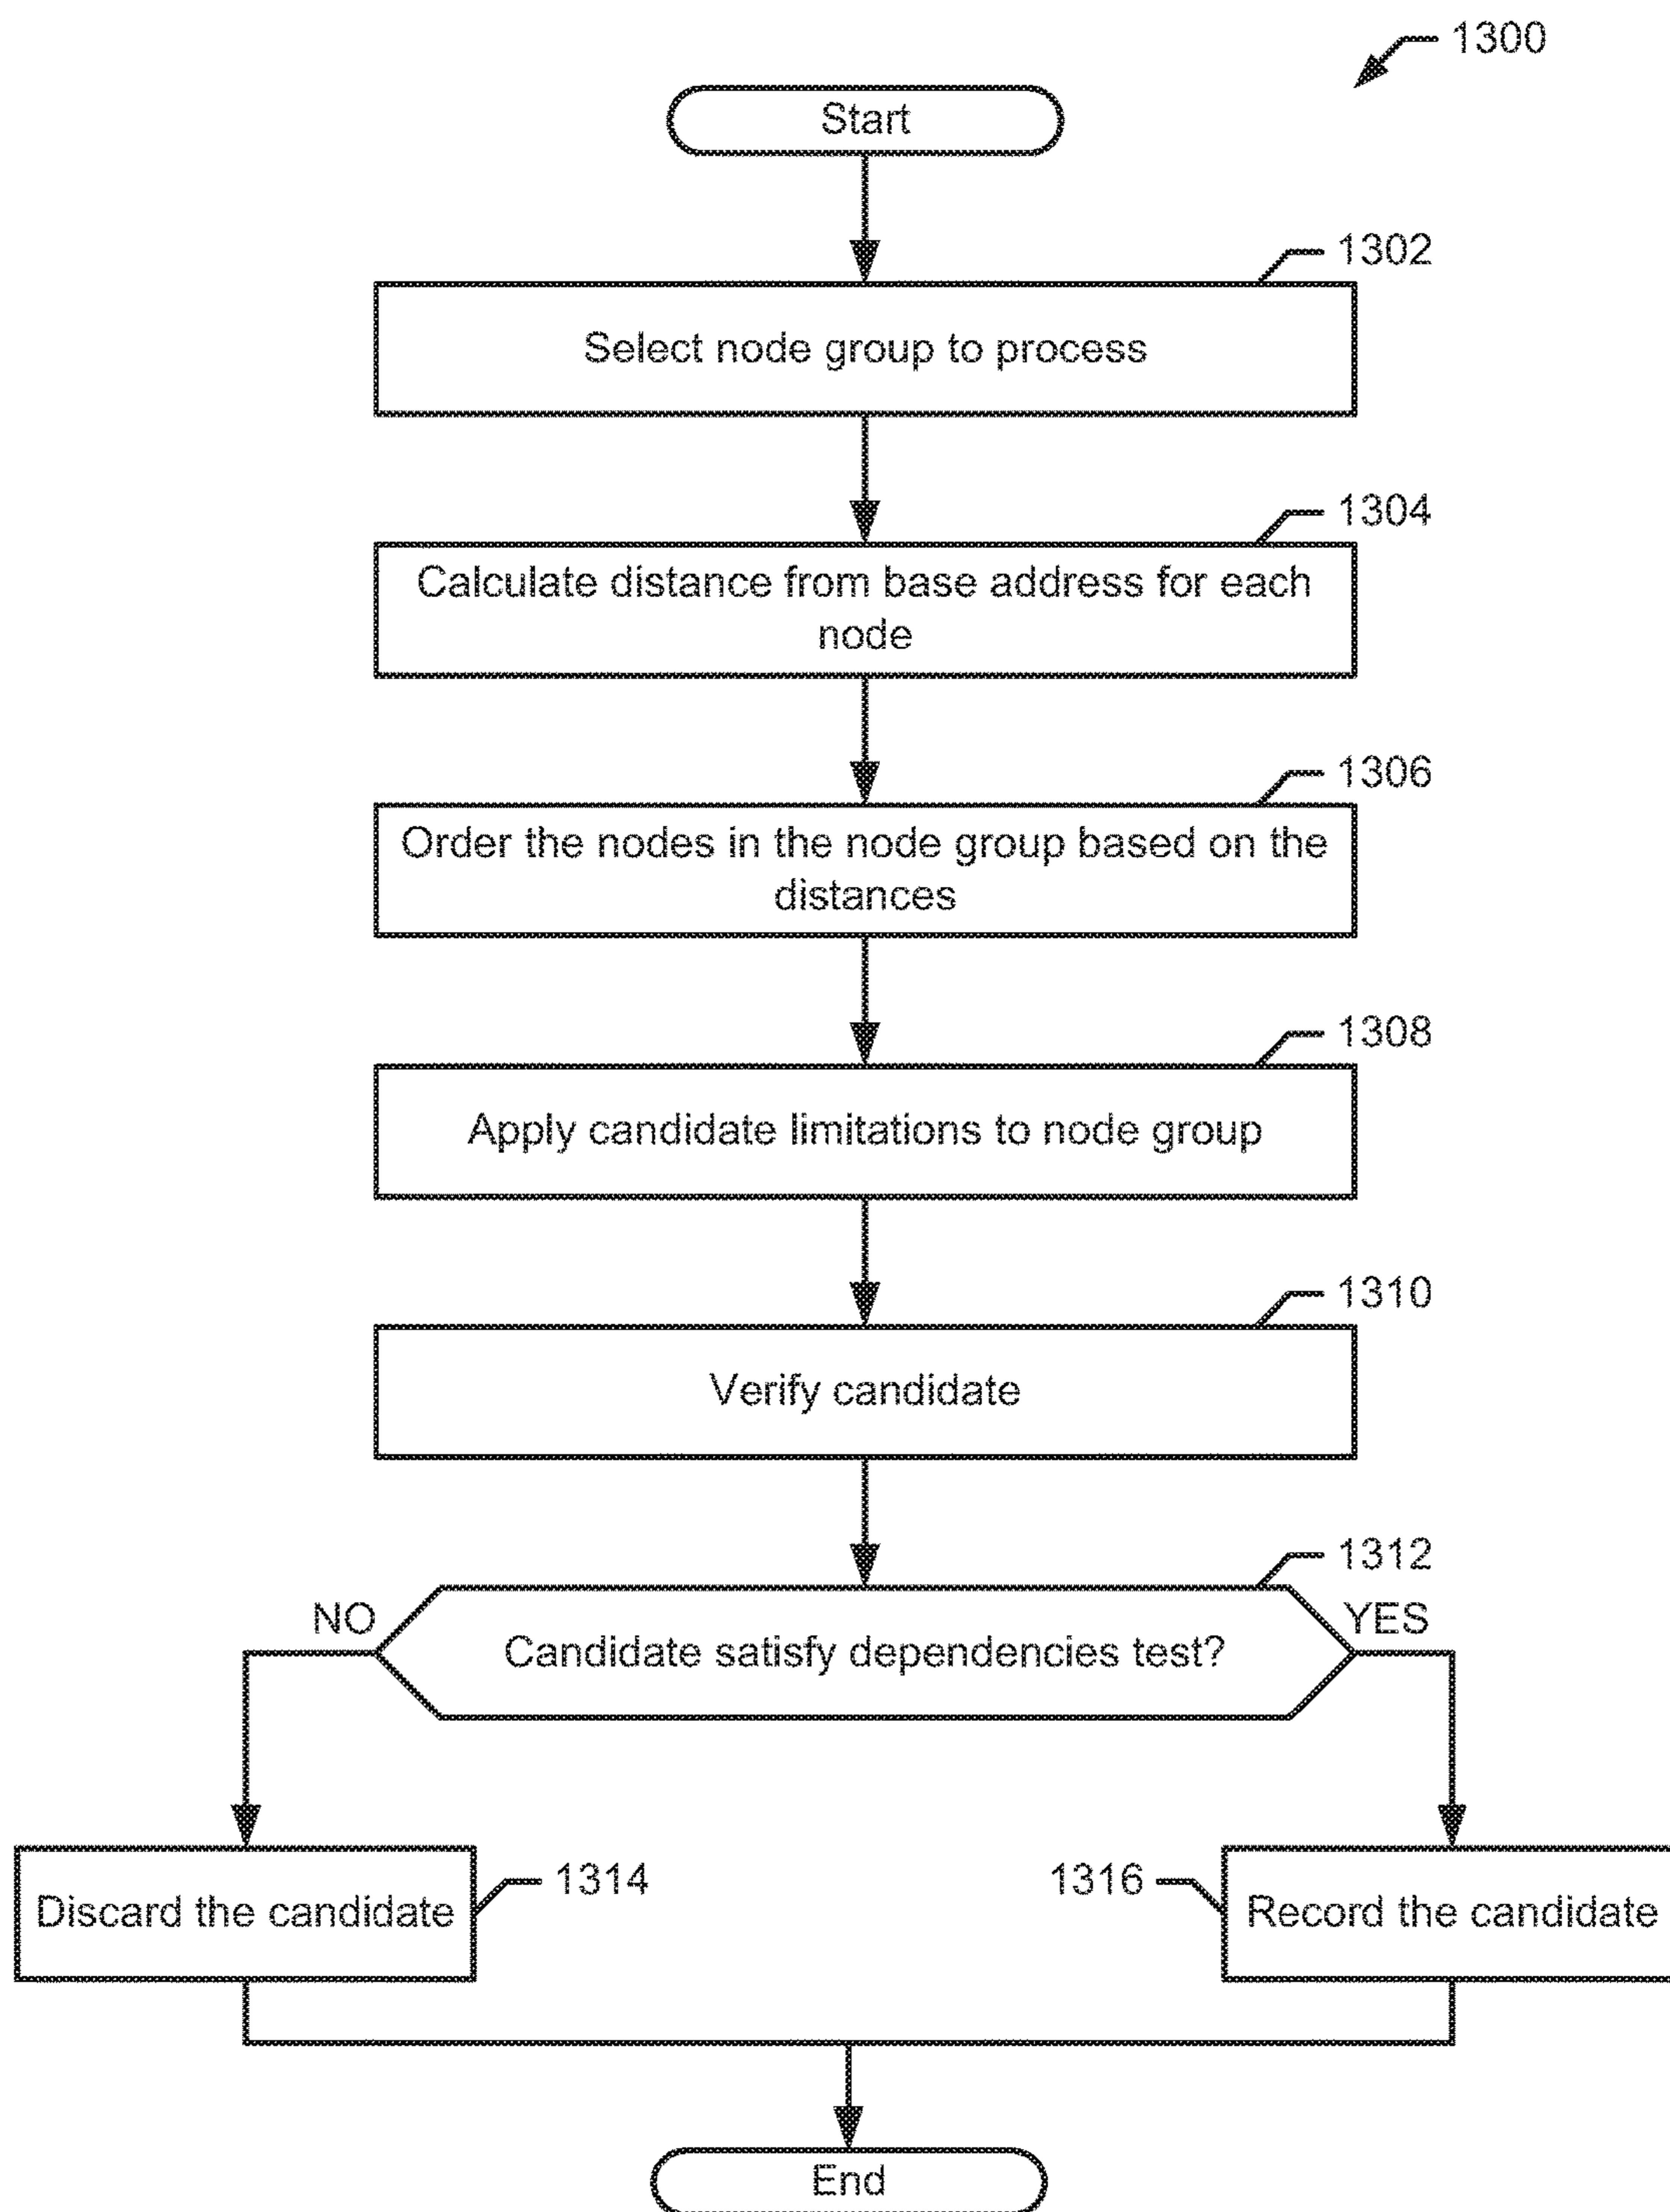 1300
Start
1302
Select node group to process
1304
Calculate distance from base address for each
node
1306
Order the nodes in the node group based on the
distances
1308
Apply candidate limitations to node group
1310
Verify candidate
1312
NO
Candidate satisfy dependencies test?
YES
Discard the candidate
1314
1316
Record the candidate
End